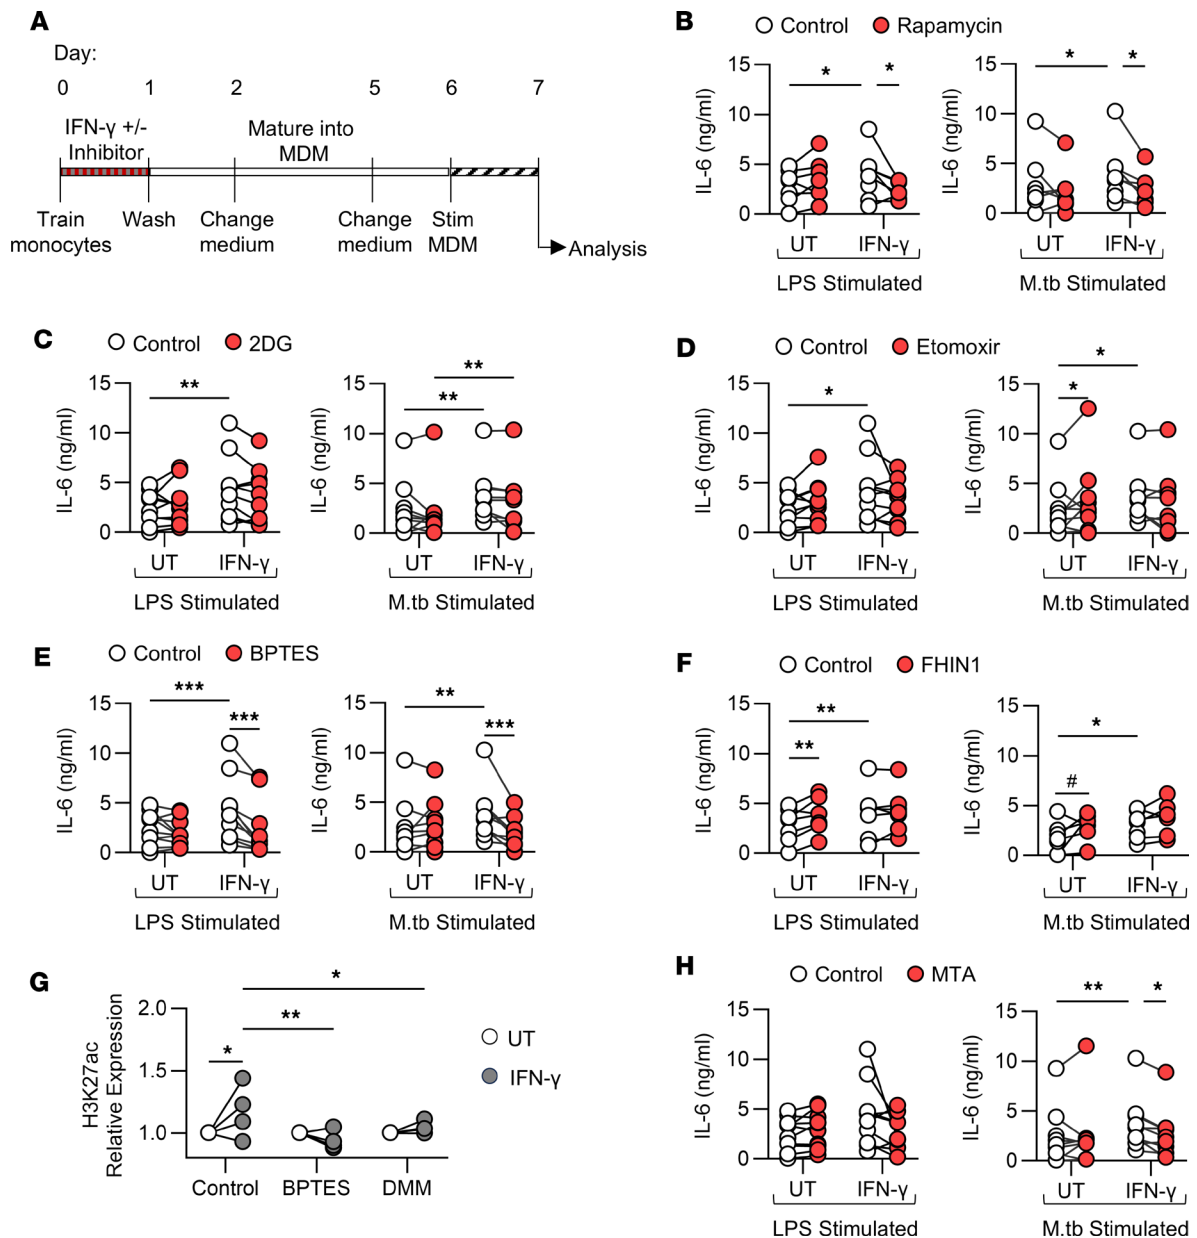 A
Day:
0 1 2 5 6 7
IFN-γ +/-
Inhibitor
Mature into
MDM
Train
monocytes
Wash
Change
medium
Change
medium
Stim
MDM
Analysis
B
Control Rapamycin
IL-6 (ng/ml)
15
10
5
0
* *
UT IFN-γ
LPS Stimulated
IL-6 (ng/ml)
15
10
5
0
* *
UT IFN-γ
M.tb Stimulated
C
Control 2DG
IL-6 (ng/ml)
15
10
5
0
**
UT IFN-γ
LPS Stimulated
IL-6 (ng/ml)
15
10
5
0
**
**
UT IFN-γ
M.tb Stimulated
D
Control Etomoxir
IL-6 (ng/ml)
15
10
5
0
*
UT IFN-γ
LPS Stimulated
IL-6 (ng/ml)
15
10
5
0
*
*
UT IFN-γ
M.tb Stimulated
E
Control BPTES
IL-6 (ng/ml)
15
10
5
0
***
***
UT IFN-γ
LPS Stimulated
IL-6 (ng/ml)
15
10
5
0
**
***
UT IFN-γ
M.tb Stimulated
F
Control FHIN1
IL-6 (ng/ml)
15
10
5
0
**
**
UT IFN-γ
LPS Stimulated
IL-6 (ng/ml)
15
10
5
0
*
#
UT IFN-γ
M.tb Stimulated
G
H3K27ac
Relative Expression
2.0
1.5
1.0
*
**
*
Control BPTES DMM
UT
IFN-γ
H
Control MTA
IL-6 (ng/ml)
15
10
5
0
UT IFN-γ
LPS Stimulated
IL-6 (ng/ml)
15
10
5
0
** *
UT IFN-γ
M.tb Stimulated